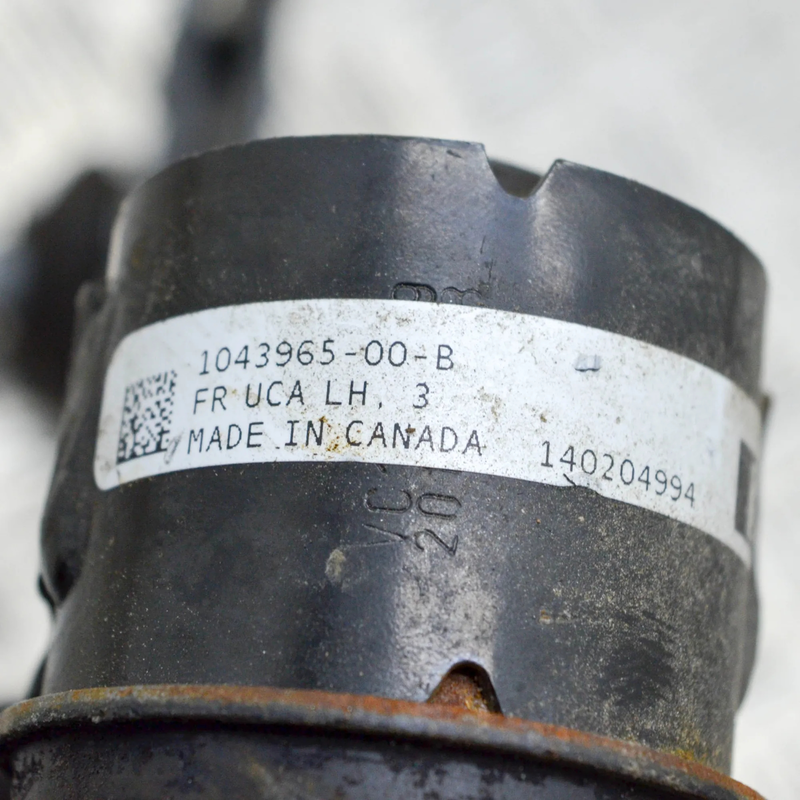 1043965-00-B
FR UCA LH, 3
MADE IN CANADA 140204994